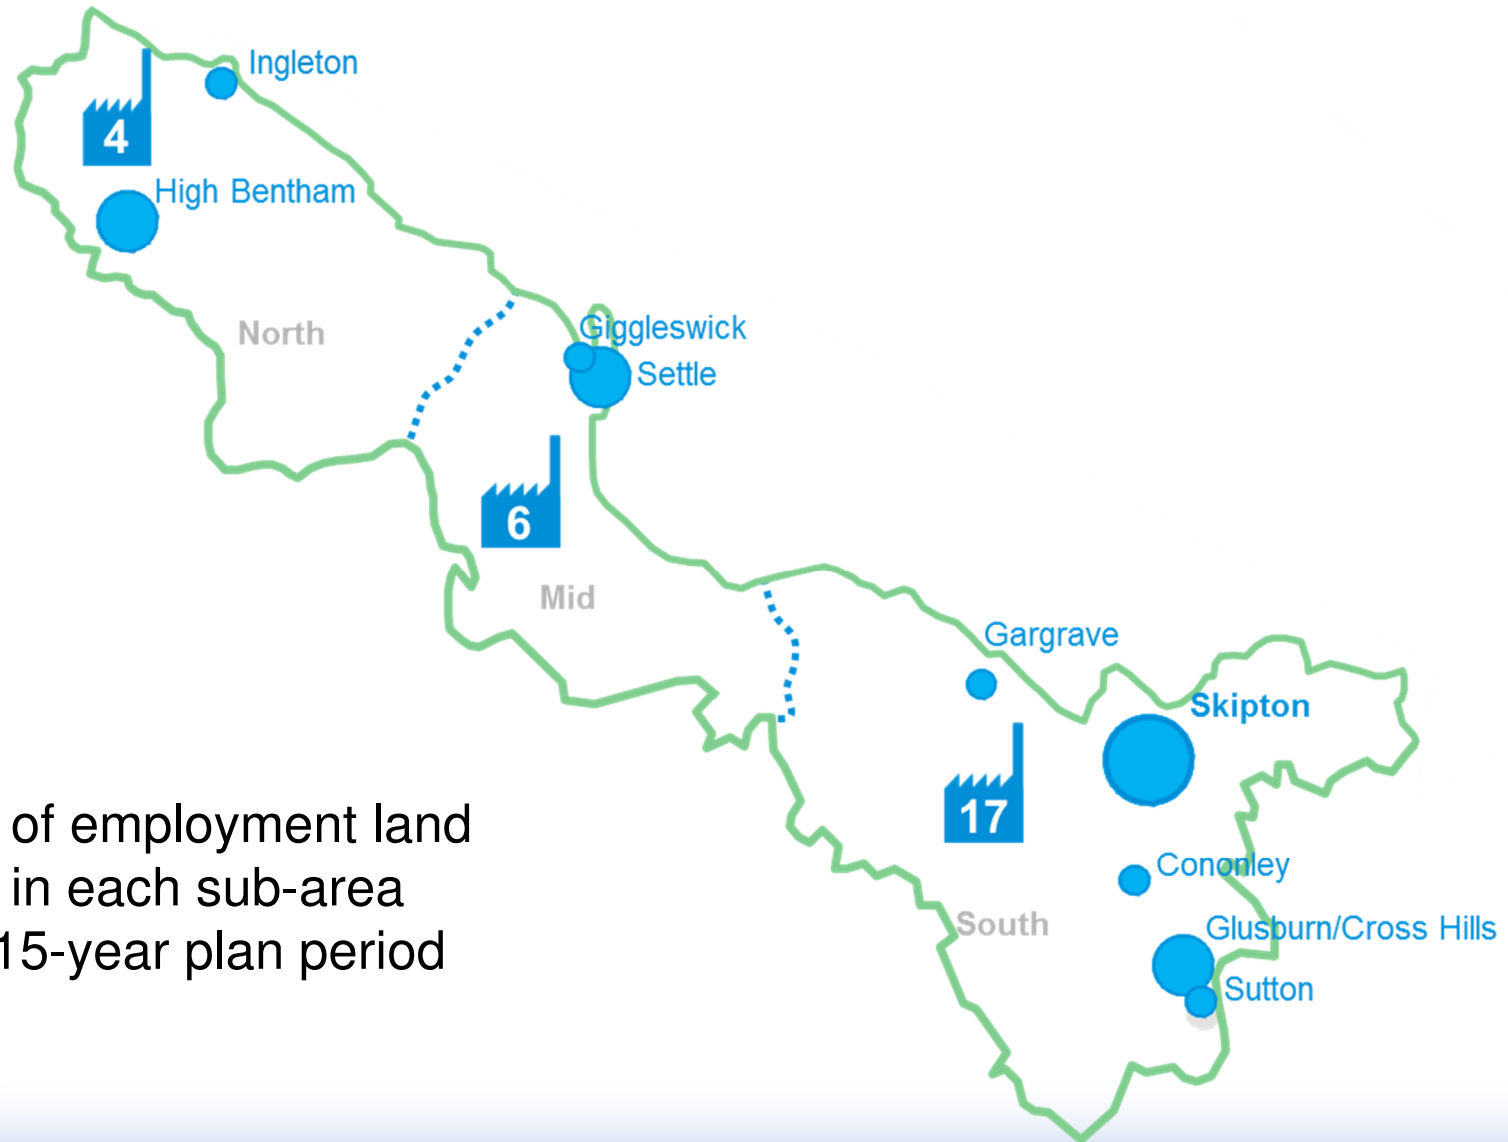 Ingleton
4
High Bentham
North
Giggleswick
Settle
6
Mid
Gargrave
Skipton
17
of employment land
in each sub-area
15-year plan period
Cononley
South
Glusburn/Cross Hills
Sutton